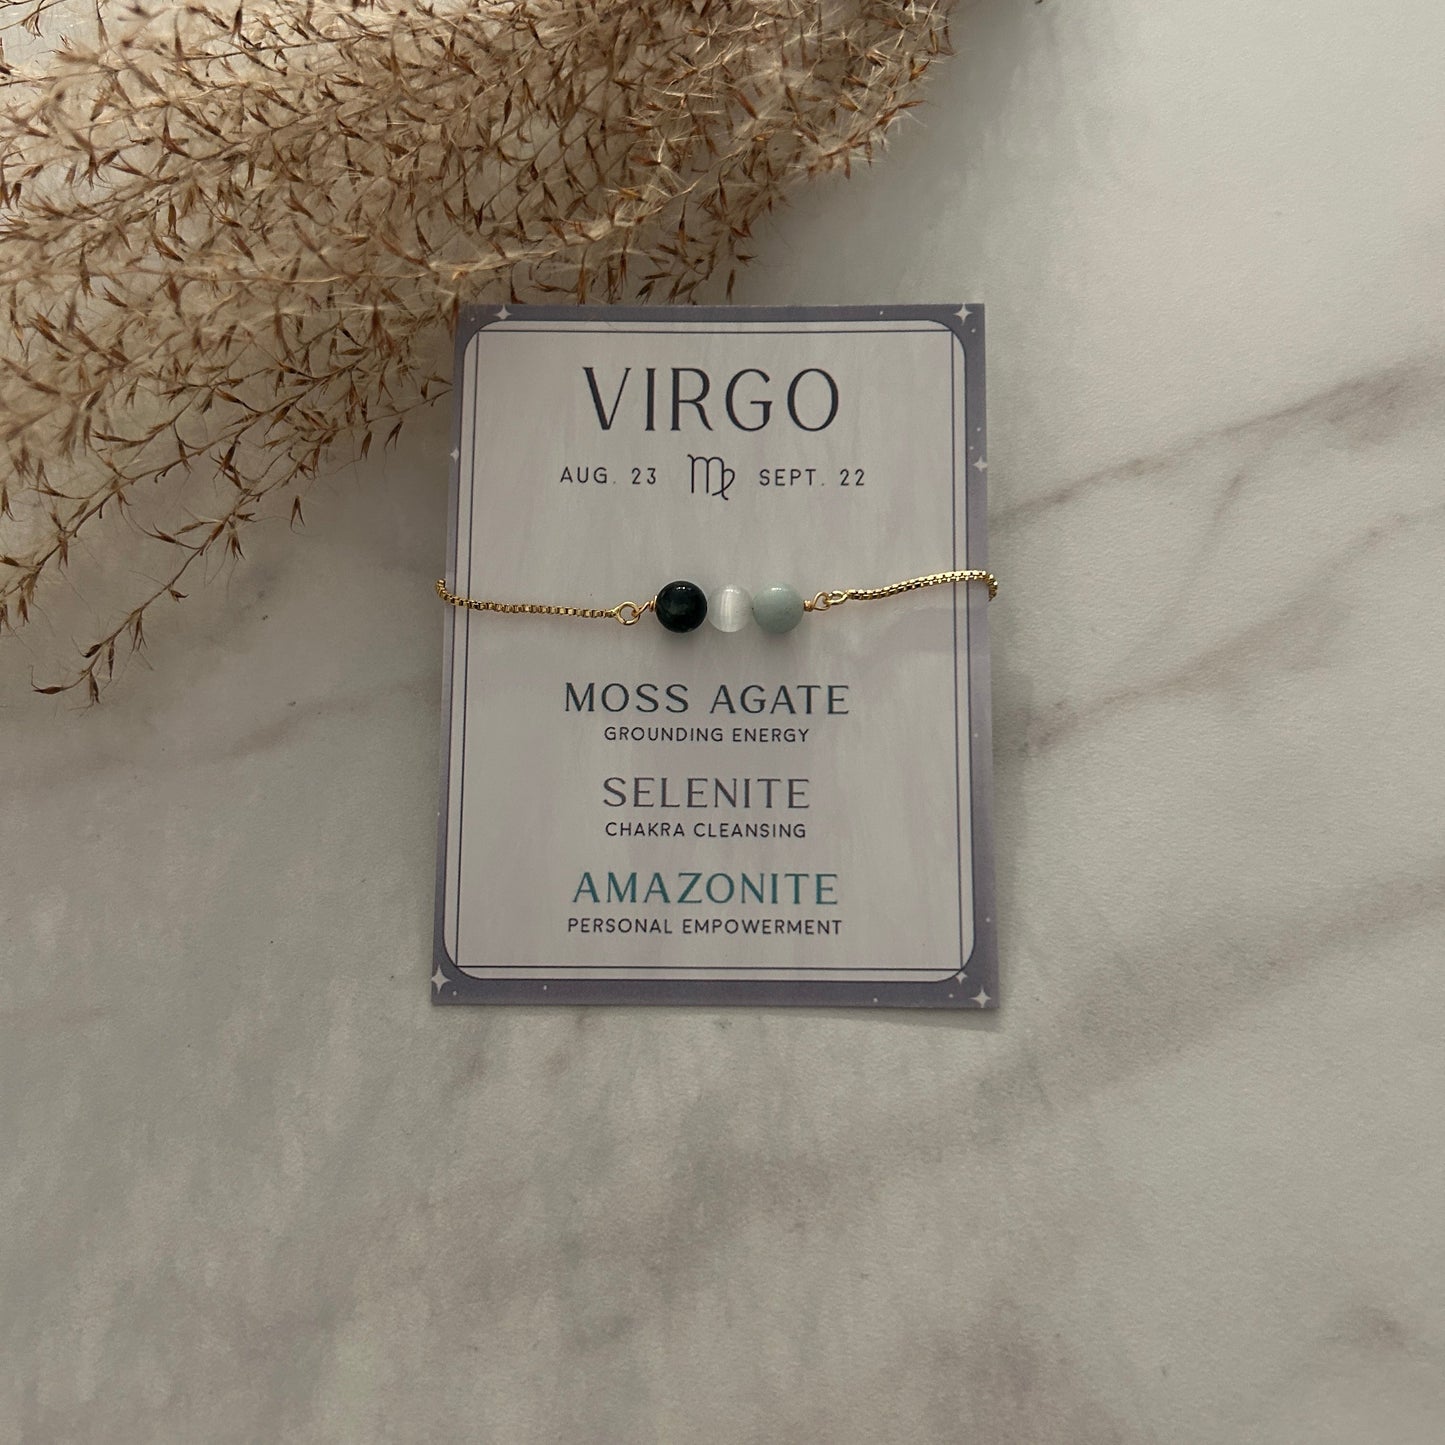 VIRGO
AUG. 23 ♍ SEPT. 22
MOSS AGATE
GROUNDING ENERGY
SELENITE
CHAKRA CLEANSING
AMAZONITE
PERSONAL EMPOWERMENT